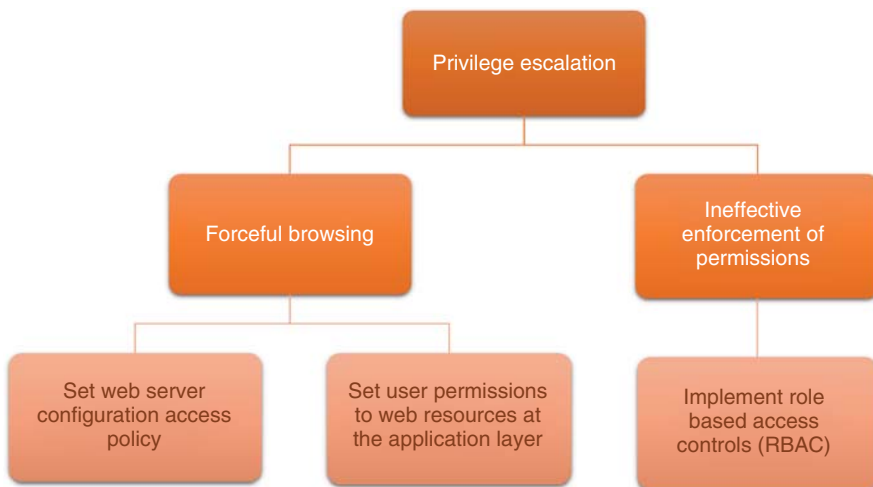 Privilege escalation
Forceful browsing
Ineffective
enforcement of
permissions
Set web server
configuration access
policy
Set user permissions
to web resources at
the application layer
Implement role
based access
controls (RBAC)